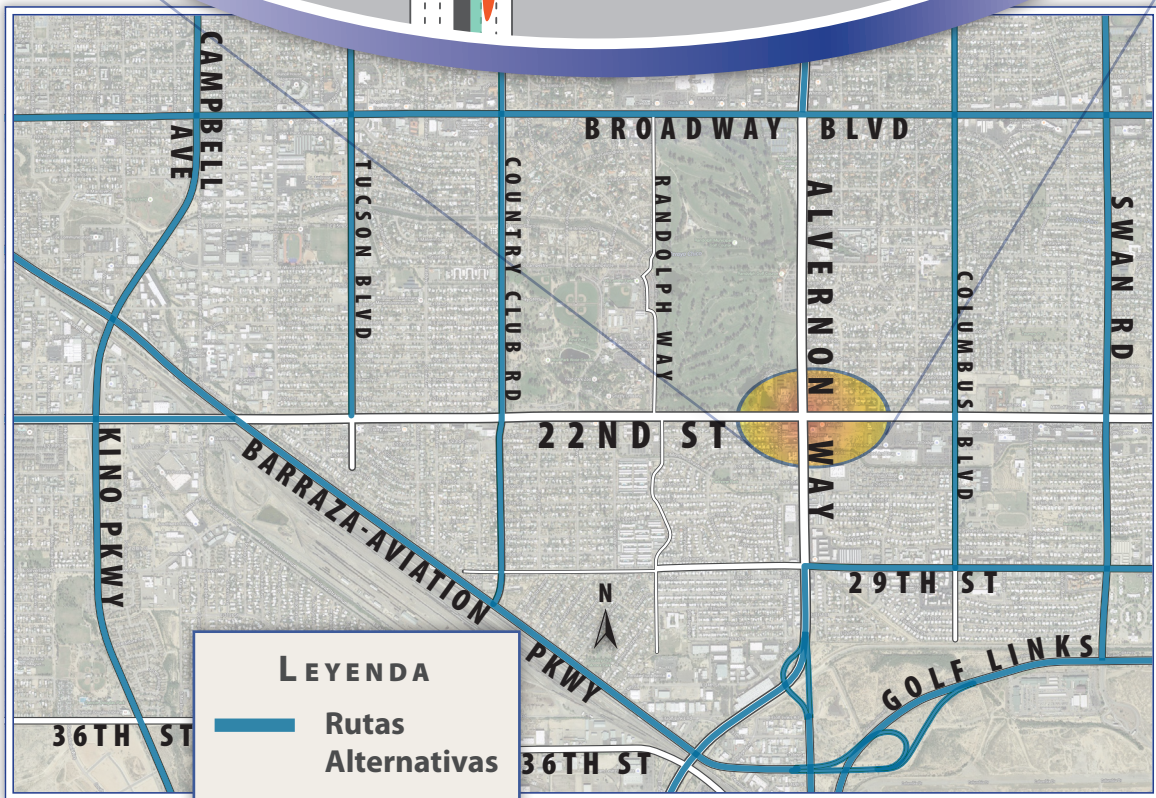 CAMPBELL
AVE
BROADWAY BLVD
TUCSON BLVD
COUNTRY CLUB RD
RANDOLPH WAY
ALVERNON
WAY
COLUMBUS BLVD
SWAN RD
22ND ST
KINO PKWY
BARRAZA-AVIATION
PKWY
29TH ST
N
GOLF LINKS
36TH ST
36TH ST
LEYENDA
Rutas
Alternativas